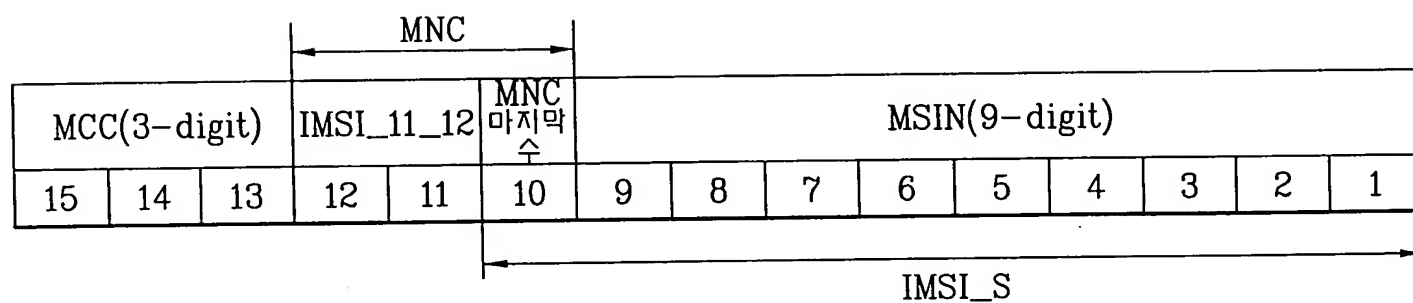 MNC
MCC(3-digit) IMSI_11_12 MNC 마지막 수 MSIN(9-digit)
15 14 13 12 11 10 9 8 7 6 5 4 3 2 1
IMSI_S